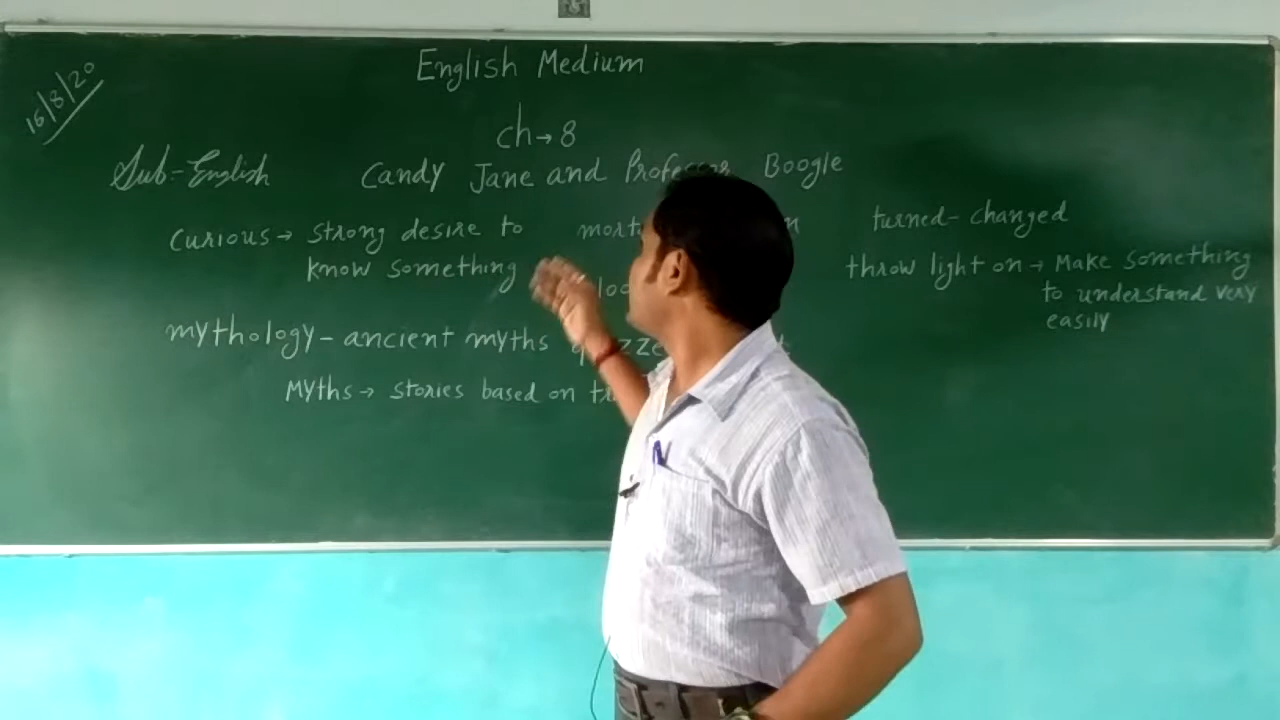 English Medium
16/8/20
ch→8
Sub-English
Candy Jane and Professor Boogle
Curious → strong desire to
know something
mythology - ancient myths
Myths → stories based on
turned - changed
throw light on → Make something
to understand very
easily